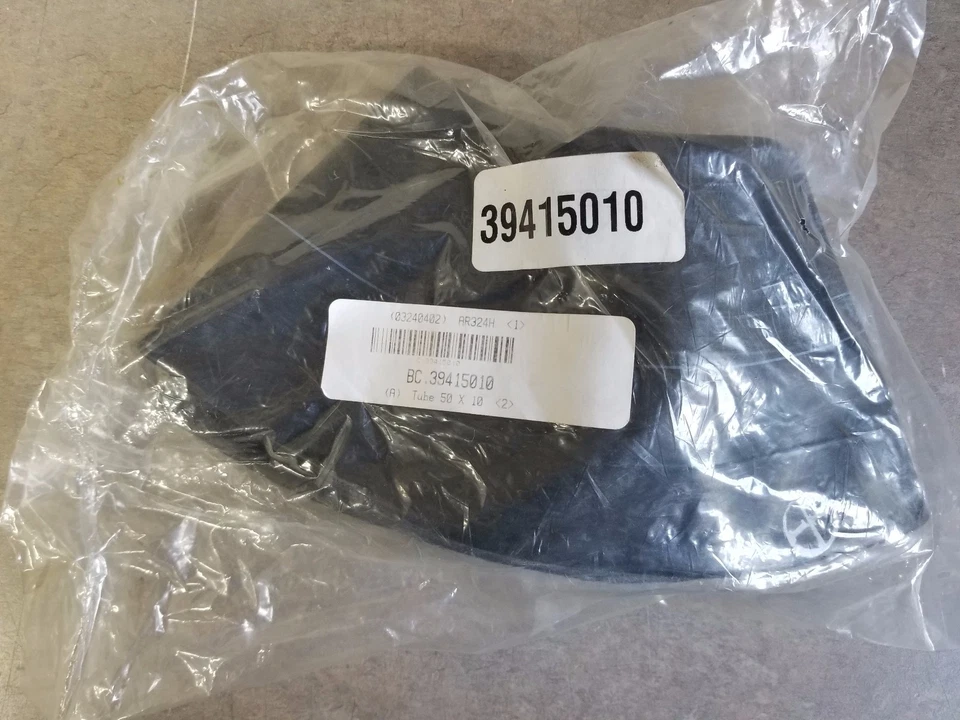 39415010
(03240402) AR324H <1>
BC.39415010
(A) Tube 50 X 10 <2>